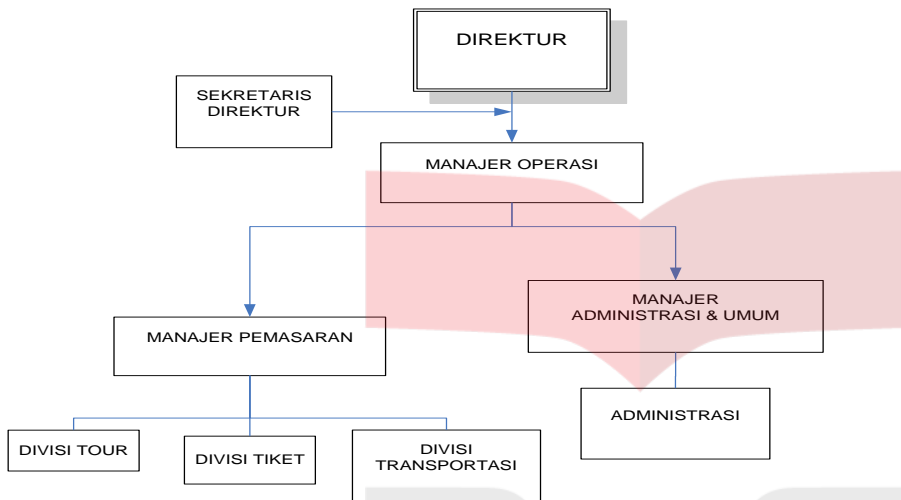 DIREKTUR
SEKRETARIS
DIREKTUR
MANAJER OPERASI
MANAJER
ADMINISTRASI & UMUM
MANAJER PEMASARAN
ADMINISTRASI
DIVISI TOUR
DIVISI TIKET
DIVISI
TRANSPORTASI